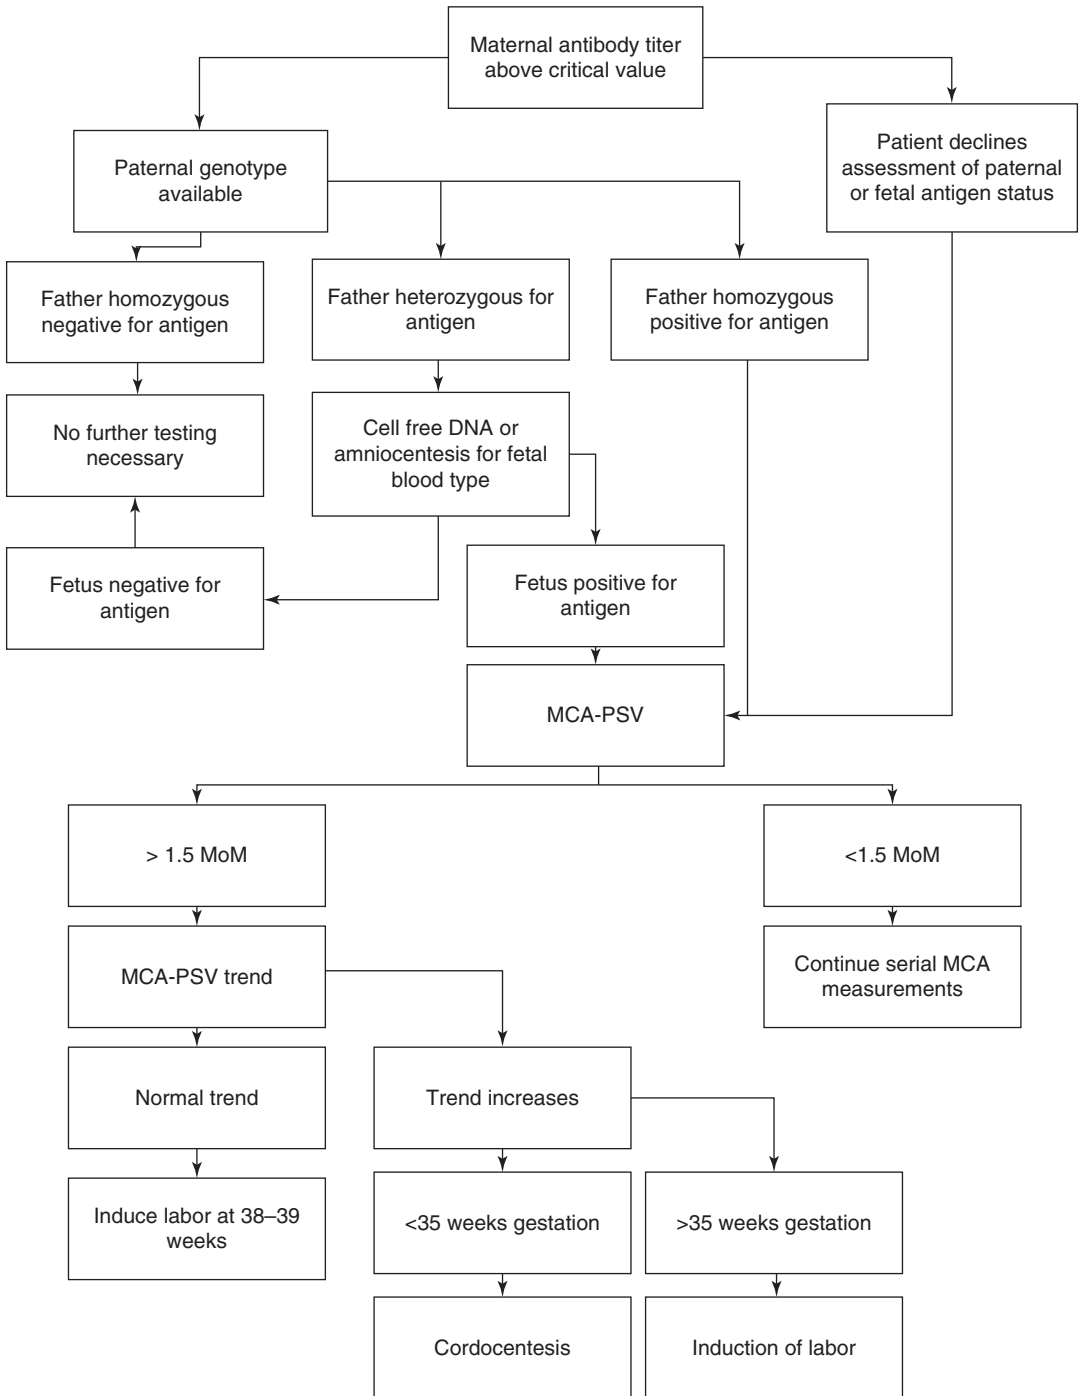 Maternal antibody titer
above critical value
Patient declines
assessment of paternal
or fetal antigen status
Paternal genotype
available
Father homozygous
negative for antigen
Father heterozygous for
antigen
Father homozygous
positive for antigen
No further testing
necessary
Cell free DNA or
amniocentesis for fetal
blood type
Fetus negative for
antigen
Fetus positive for
antigen
MCA-PSV
> 1.5 MoM
<1.5 MoM
MCA-PSV trend
Continue serial MCA
measurements
Normal trend
Trend increases
Induce labor at 38–39
weeks
<35 weeks gestation
>35 weeks gestation
Cordocentesis
Induction of labor